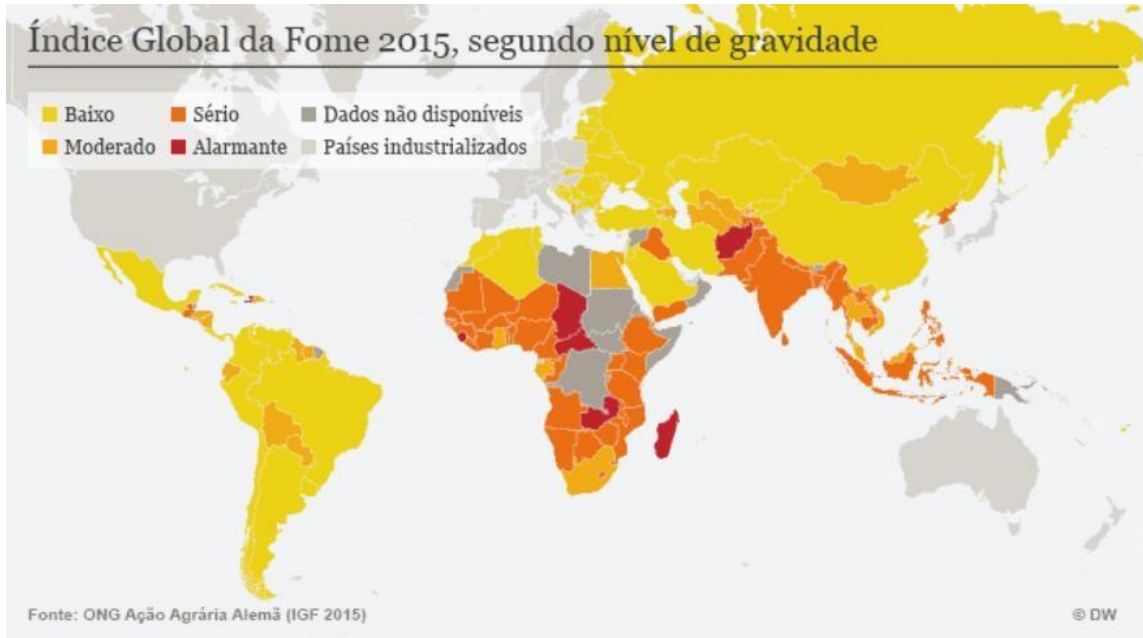 Índice Global da Fome 2015, segundo nível de gravidade
Baixo Sério Dados não disponíveis
Moderado Alarmante Países industrializados
Fonte: ONG Ação Agrária Alemã (IGF 2015) © DW